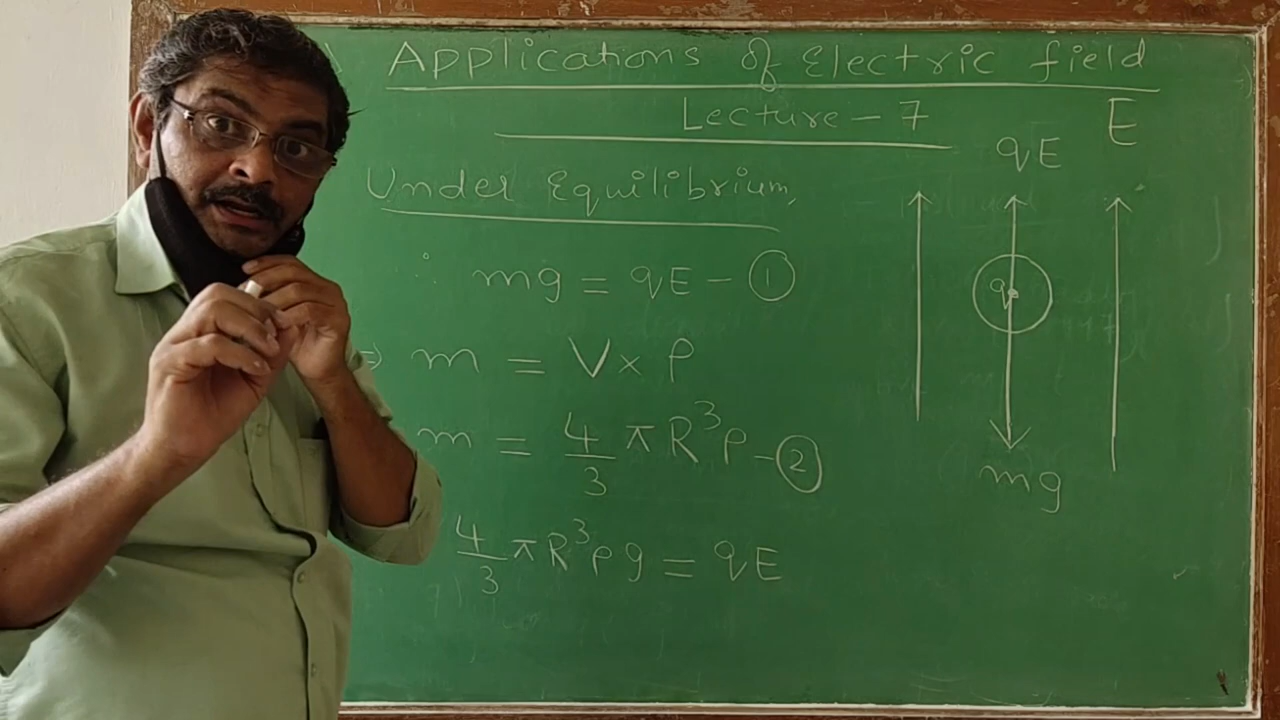 Applications of Electric field
Lecture - 7
Under Equilibrium,
mg = qE - ①
⇒ m = V × ρ
m = 4/3 πR³ρ - ②
4/3 πR³ρg = qE
E
qE
q
mg